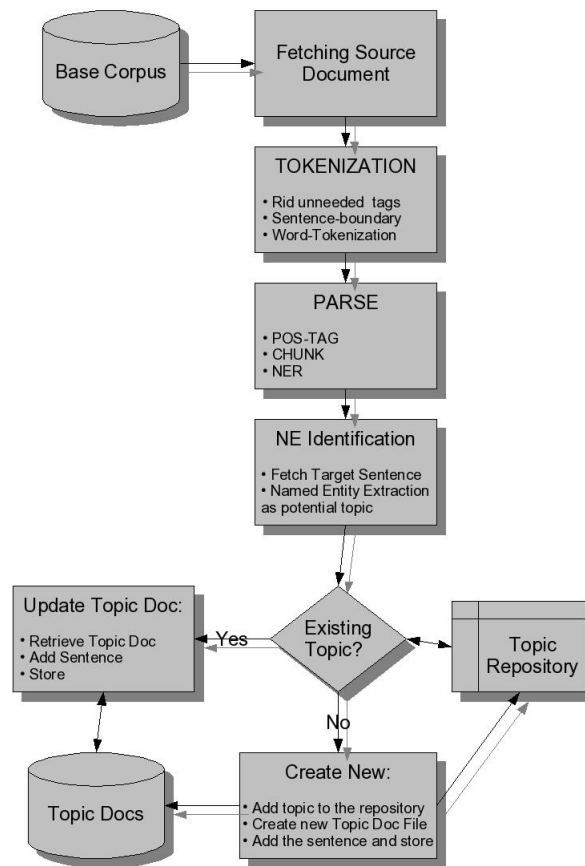 Base Corpus
Fetching Source
Document
TOKENIZATION
• Rid unneeded tags
• Sentence-boundary
• Word-Tokenization
PARSE
• POS-TAG
• CHUNK
• NER
NE Identification
• Fetch Target Sentence
• Named Entity Extraction
as potential topic
Update Topic Doc:
• Retrieve Topic Doc
• Add Sentence
• Store
Yes
Existing
Topic?
Topic
Repository
No
Topic Docs
Create New:
• Add topic to the repository
• Create new Topic Doc File
• Add the sentence and store